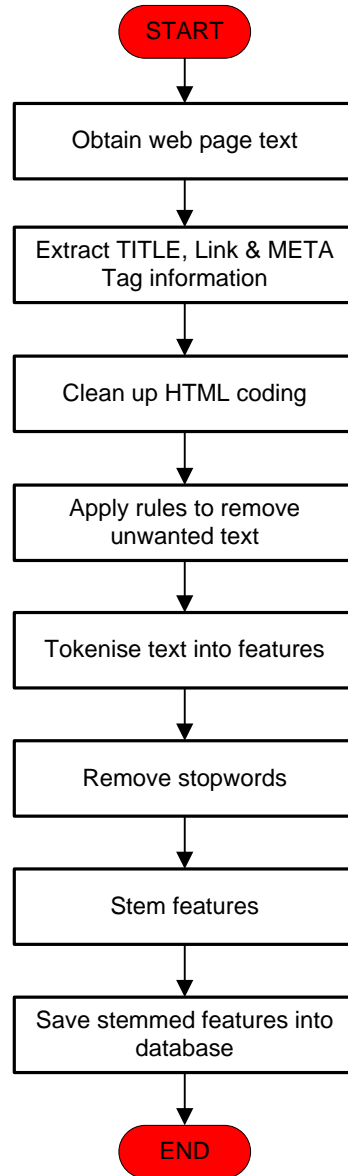 START
Obtain web page text
Extract TITLE, Link & META
Tag information
Clean up HTML coding
Apply rules to remove
unwanted text
Tokenise text into features
Remove stopwords
Stem features
Save stemmed features into
database
END